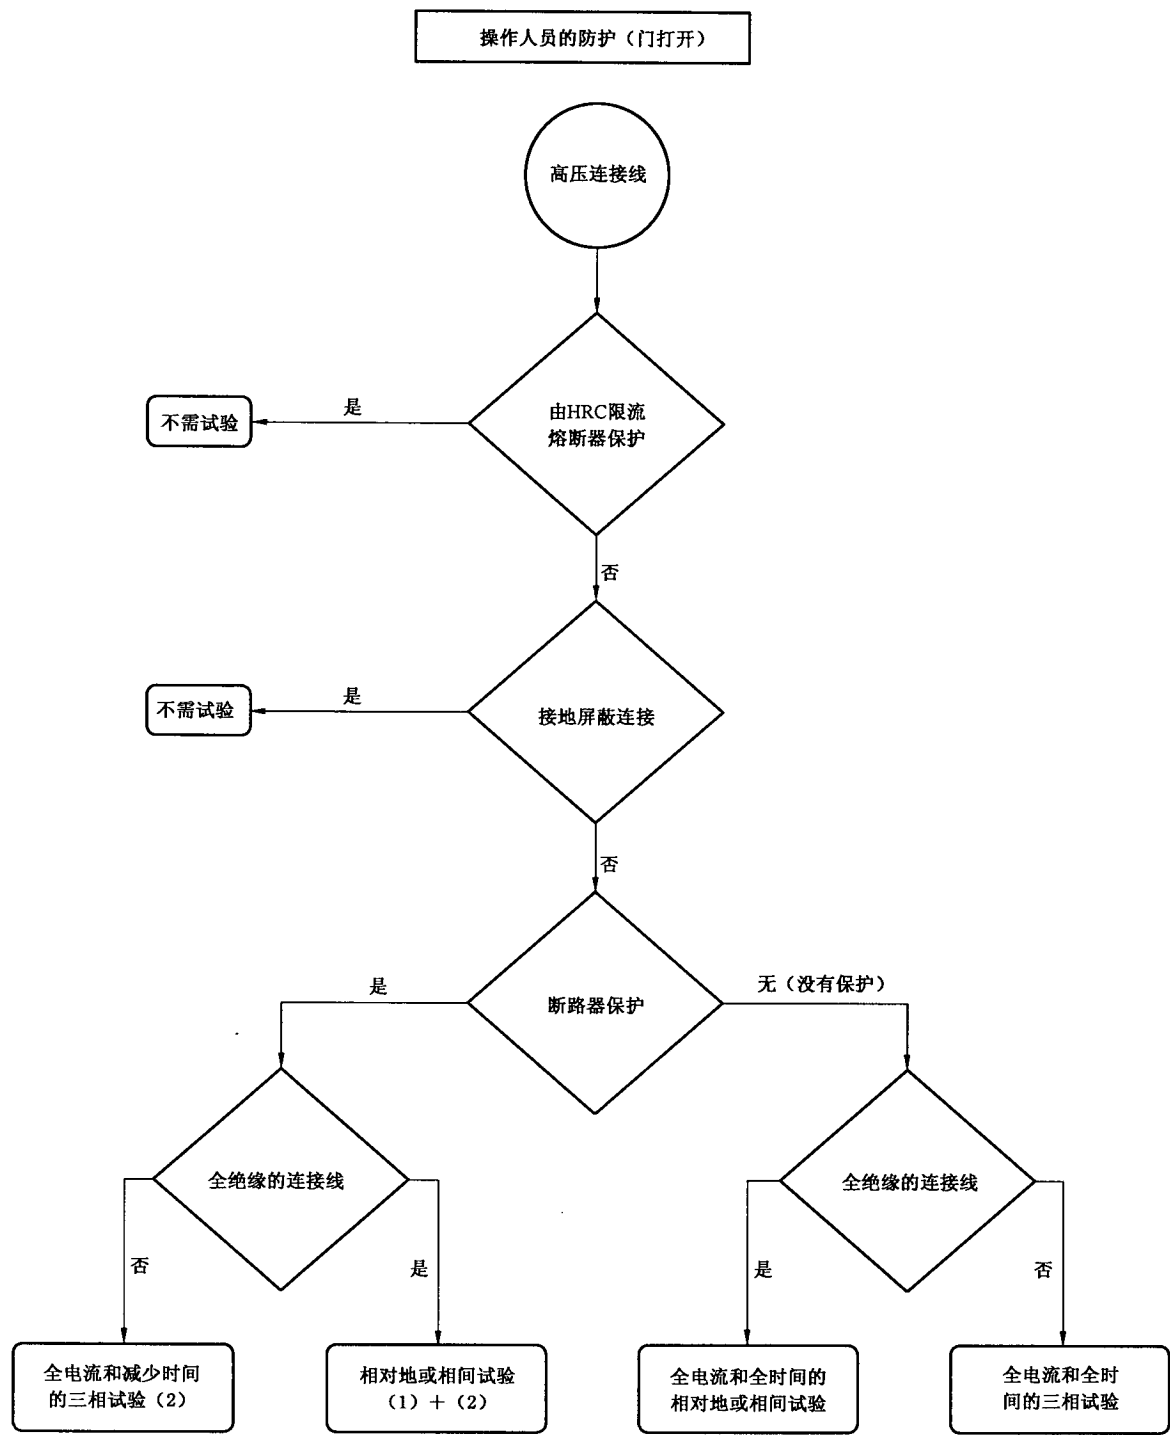 操作人员的防护（门打开）
高压连接线
由HRC限流
熔断器保护
是
不需试验
否
接地屏蔽连接
是
不需试验
否
断路器保护
是
无（没有保护）
全绝缘的连接线
全绝缘的连接线
否
是
是
否
全电流和减少时间
的三相试验（2）
相对地或相间试验
（1）＋（2）
全电流和全时间的
相对地或相间试验
全电流和全时
间的三相试验